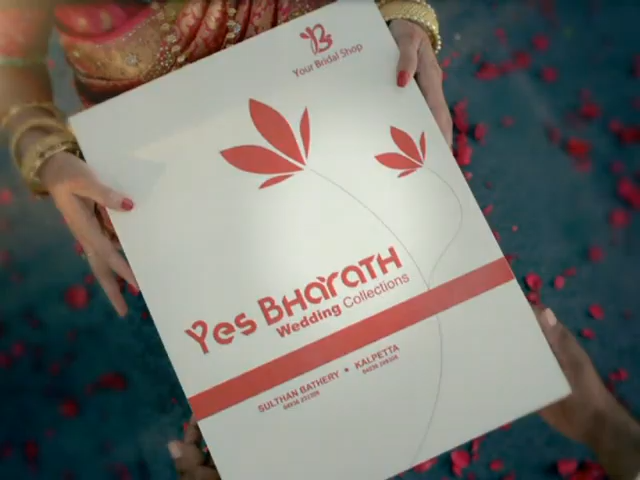 Your Bridal Shop
Yes BHARATH
Wedding Collections
SULTHAN BATHERY • KALPETTA